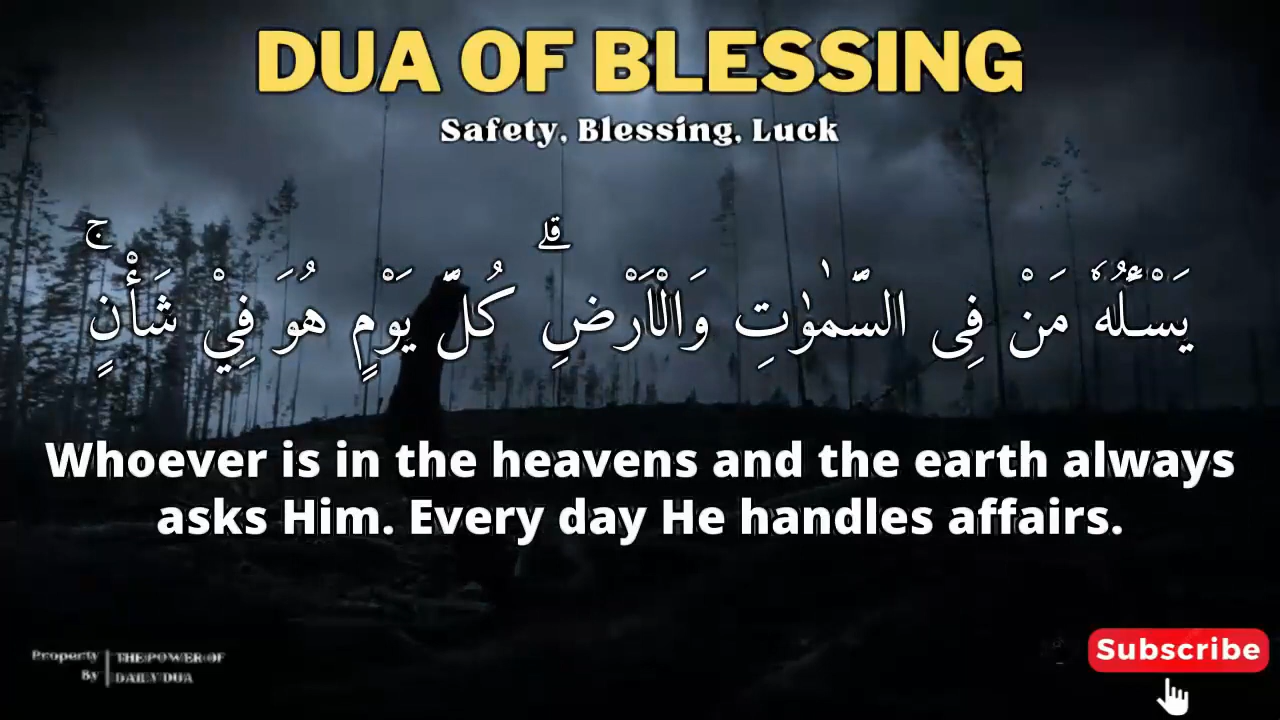 DUA OF BLESSING
Safety, Blessing, Luck
يَسْـَٔلُهٗ مَنْ فِى السَّمٰوٰتِ وَالْاَرْضِۗ كُلَّ يَوْمٍ هُوَ فِيْ شَأْنٍۚ
Whoever is in the heavens and the earth always
asks Him. Every day He handles affairs.
Property
By
THE POWER OF
DAILY DUA
Subscribe